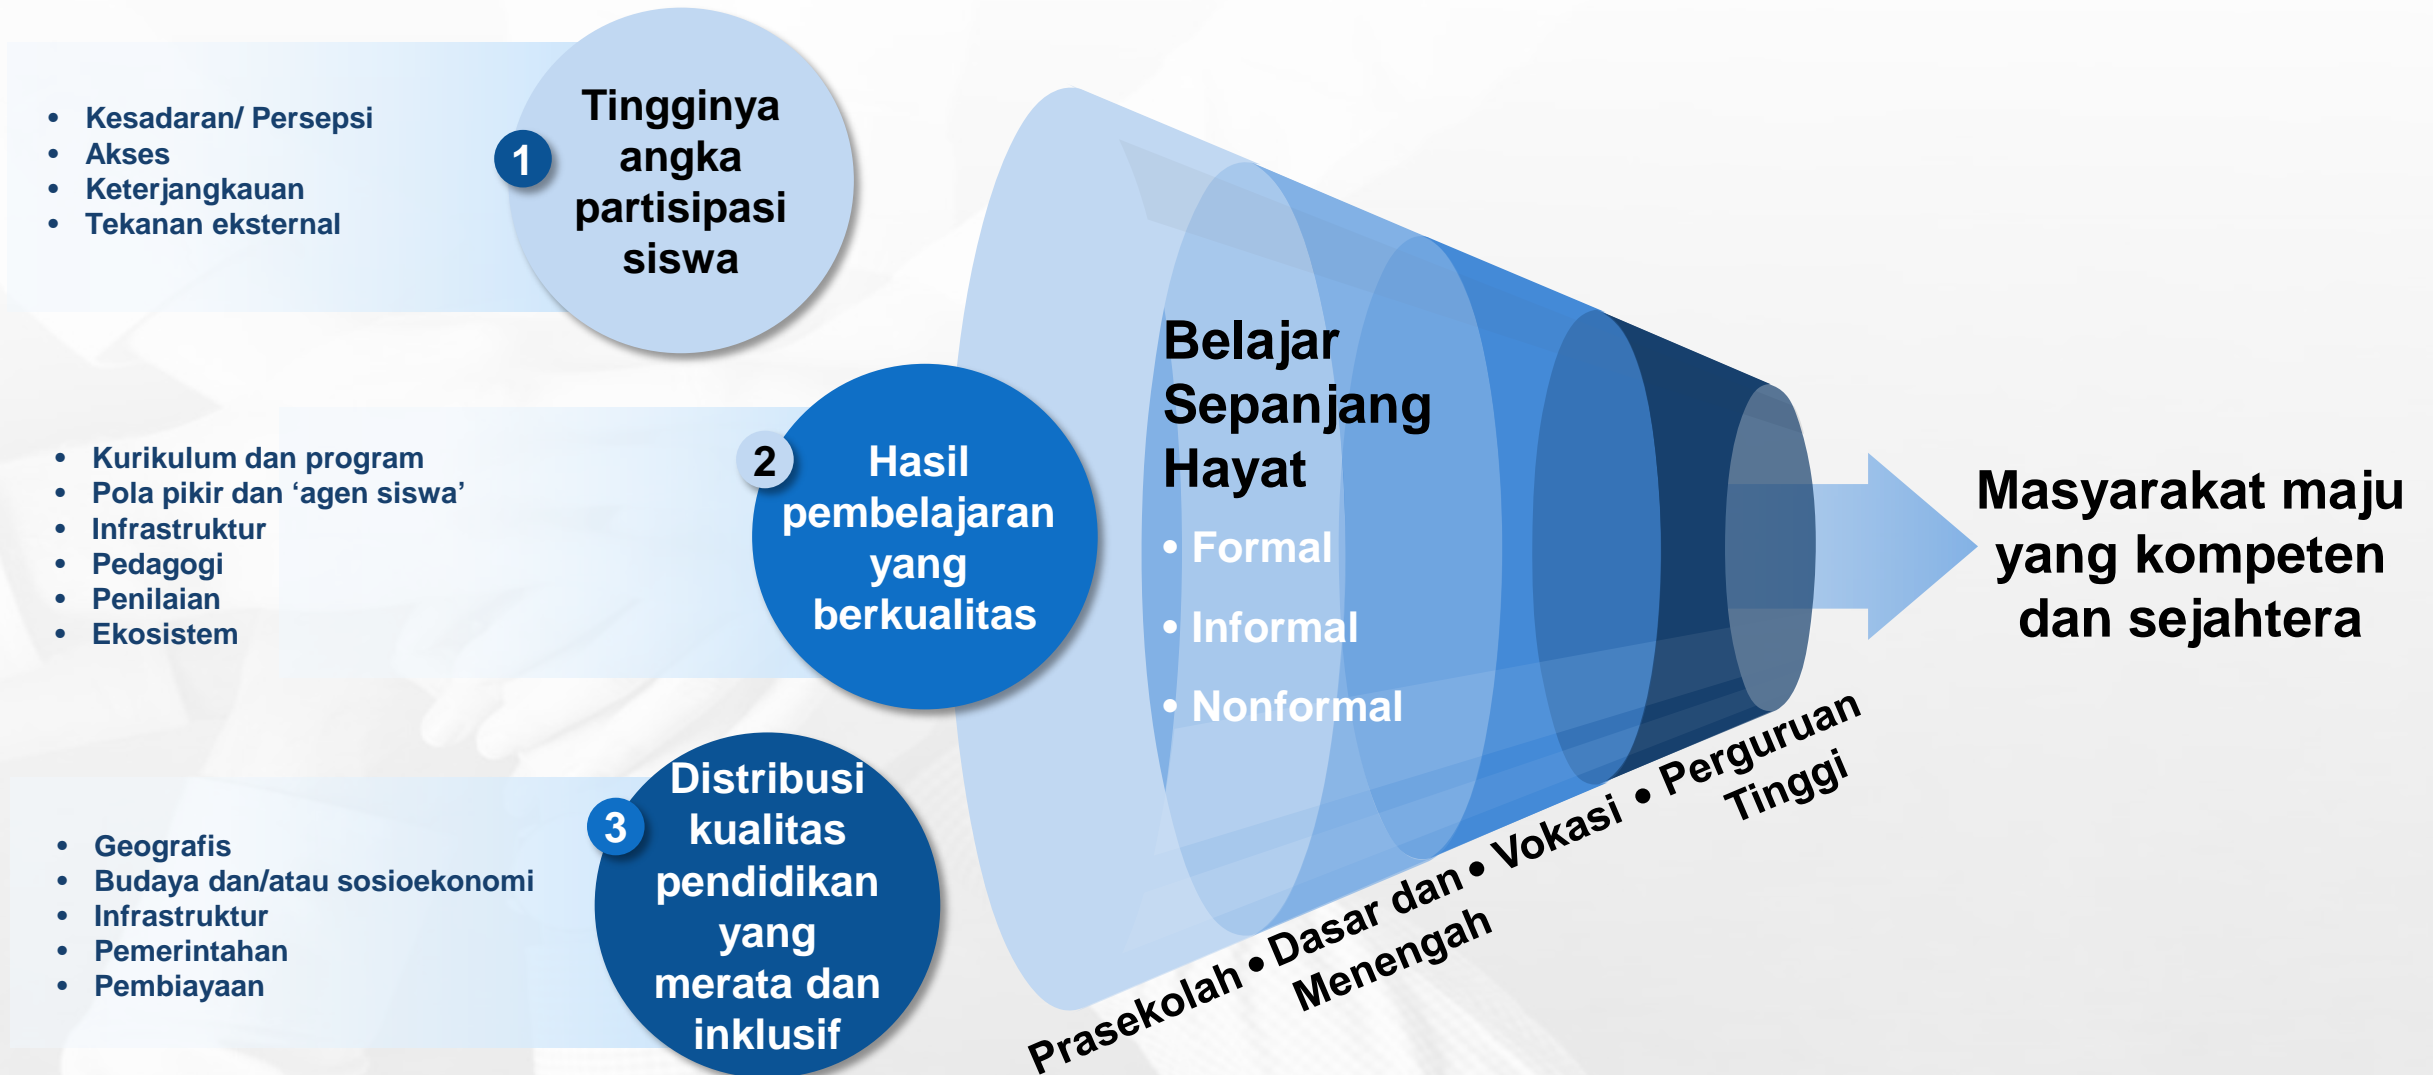 • Kesadaran/ Persepsi
• Akses
• Keterjangkauan
• Tekanan eksternal
1
Tingginya
angka
partisipasi
siswa
• Kurikulum dan program
• Pola pikir dan ‘agen siswa’
• Infrastruktur
• Pedagogi
• Penilaian
• Ekosistem
2
Hasil
pembelajaran
yang
berkualitas
• Geografis
• Budaya dan/atau sosioekonomi
• Infrastruktur
• Pemerintahan
• Pembiayaan
3
Distribusi
kualitas
pendidikan
yang
merata dan
inklusif
Belajar
Sepanjang
Hayat
• Formal
• Informal
• Nonformal
Prasekolah • Dasar dan • Vokasi • Perguruan
Menengah
Tinggi
Masyarakat maju
yang kompeten
dan sejahtera